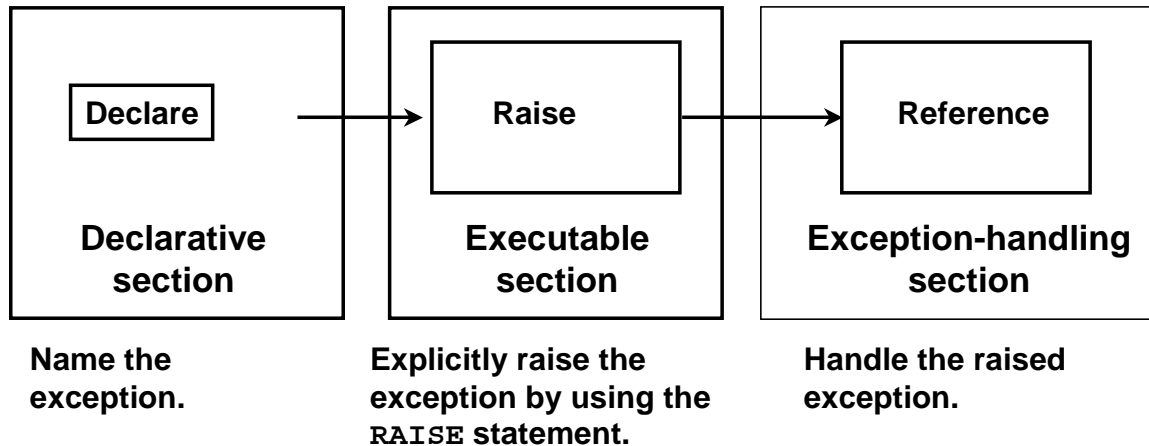 Declare
Declarative
section
Name the
exception.
Raise
Executable
section
Explicitly raise the
exception by using the
RAISE statement.
Reference
Exception-handling
section
Handle the raised
exception.